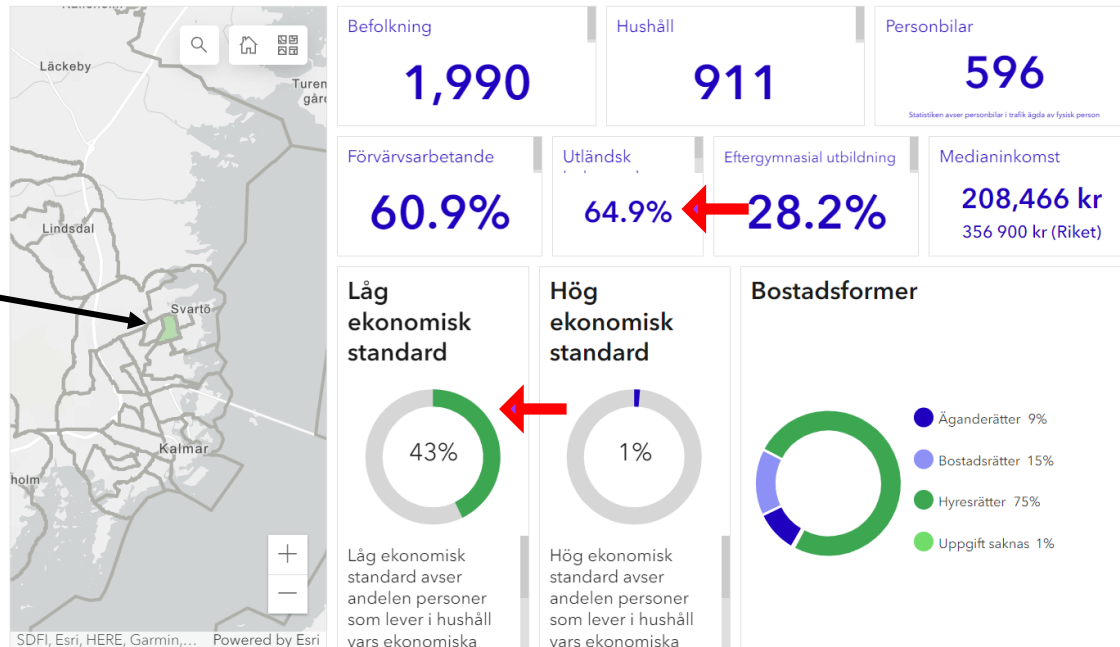 Läckeby
Lindsdal
Svartö
Kalmar
SDFI, Esri, HERE, Garmin,... Powered by Esri
Befolkning
1,990
Hushåll
911
Personbilar
596
Statistiken avser personbilar i trafik ägda av fysisk person
Förvärvsarbetande
60.9%
Utländsk
64.9%
Eftergymnasial utbildning
28.2%
Medianinkomst
208,466 kr
356 900 kr (Riket)
Låg
ekonomisk
standard
43%
Låg ekonomisk
standard avser
andelen personer
som lever i hushåll
vars ekonomiska
Hög
ekonomisk
standard
1%
Hög ekonomisk
standard avser
andelen personer
som lever i hushåll
vars ekonomiska
Bostadsformer
Äganderätter 9%
Bostadsrätter 15%
Hyresrätter 75%
Uppgift saknas 1%